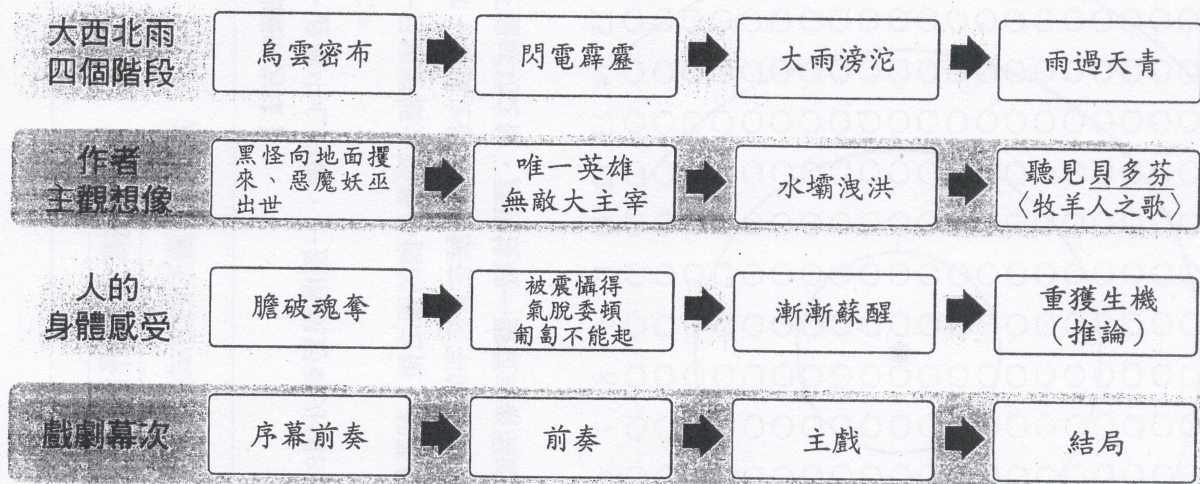 大西北雨
四個階段
烏雲密布
閃電霹靂
大雨滂沱
雨過天青
作者
主觀想像
黑怪向地面攫
來、惡魔妖巫
出世
唯一英雄
無敵大主宰
水壩洩洪
聽見貝多芬
〈牧羊人之歌〉
人的
身體感受
膽破魂奪
被震懾得
氣脫委頓
匍匐不能起
漸漸蘇醒
重獲生機
（推論）
戲劇幕次
序幕前奏
前奏
王戲
結局